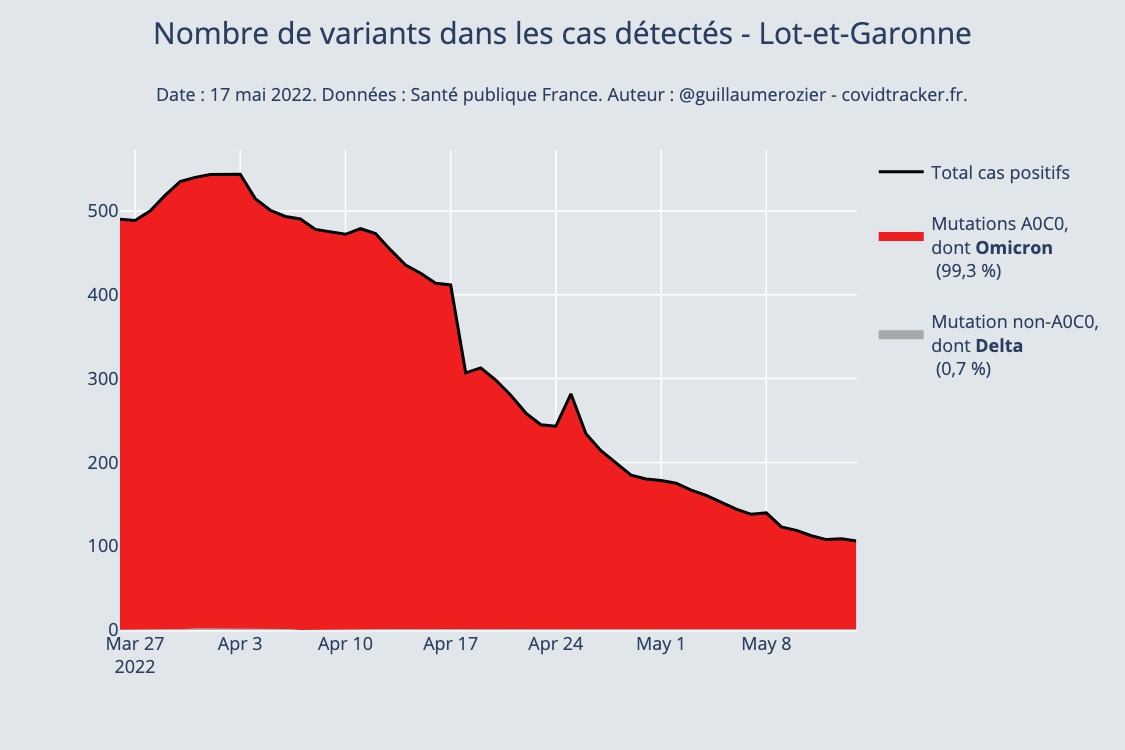 Nombre de variants dans les cas détectés - Lot-et-Garonne
Date : 17 mai 2022. Données : Santé publique France. Auteur : @guillaumerozier - covidtracker.fr.
Total cas positifs
Mutations A0C0,
dont Omicron
(99,3 %)
Mutation non-A0C0,
dont Delta
(0,7 %)
500
400
300
200
100
0
Mar 27 Apr 3 Apr 10 Apr 17 Apr 24 May 1 May 8
2022